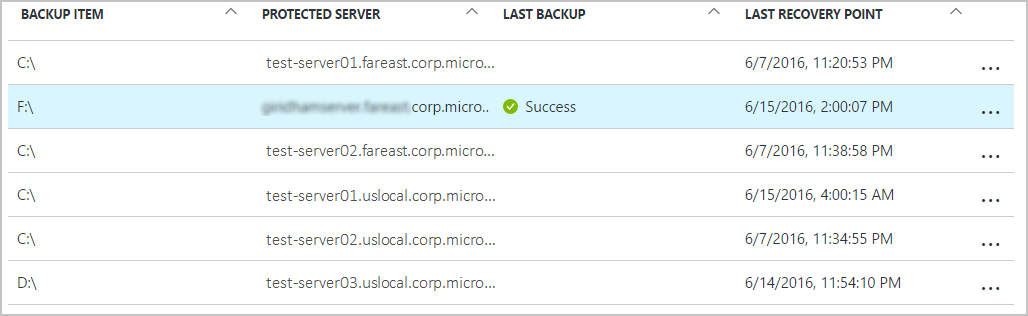 BACKUP ITEM PROTECTED SERVER LAST BACKUP LAST RECOVERY POINT
C:\ test-server01.fareast.corp.micro... 6/7/2016, 11:20:53 PM ...
F:\ .corp.micro.. Success 6/15/2016, 2:00:07 PM ...
C:\ test-server02.fareast.corp.micro... 6/7/2016, 11:38:58 PM ...
C:\ test-server01.uslocal.corp.micro... 6/15/2016, 4:00:15 AM ...
C:\ test-server02.uslocal.corp.micro... 6/7/2016, 11:34:55 PM ...
D:\ test-server03.uslocal.corp.micro... 6/14/2016, 11:54:10 PM ...